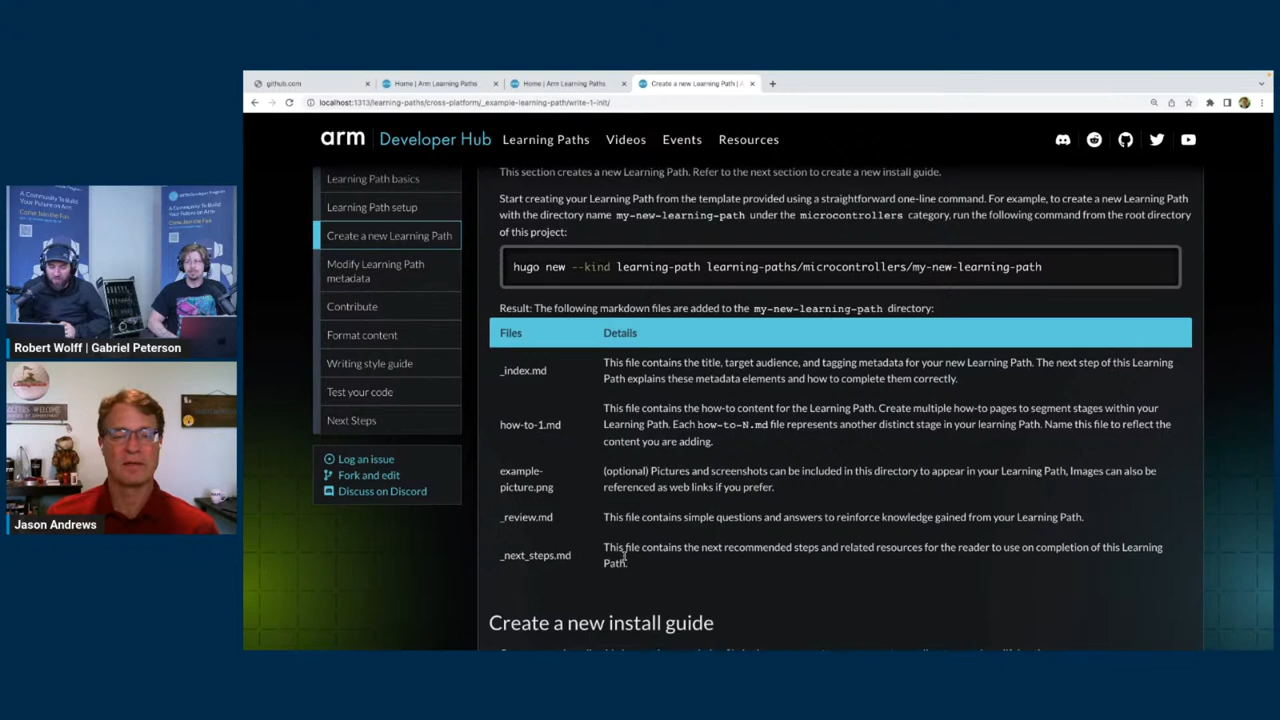 github.com
Home | Arm Learning Paths
Home | Arm Learning Paths
Create a new Learning Path | A
localhost:1313/learning-paths/cross-platform/_example-learning-path/write-1-init/
arm Developer Hub Learning Paths Videos Events Resources
Learning Path basics
Learning Path setup
Create a new Learning Path
Modify Learning Path
metadata
Contribute
Format content
Writing style guide
Test your code
Next Steps
Log an issue
Fork and edit
Discuss on Discord
This section creates a new Learning Path. Refer to the next section to create a new install guide.
Start creating your Learning Path from the template provided using a straightforward one-line command. For example, to create a new Learning Path
with the directory name my-new-learning-path under the microcontrollers category, run the following command from the root directory
of this project:
hugo new --kind learning-path learning-paths/microcontrollers/my-new-learning-path
Result: The following markdown files are added to the my-new-learning-path directory:
Files Details
_index.md This file contains the title, target audience, and tagging metadata for your new Learning Path. The next step of this Learning
Path explains these metadata elements and how to complete them correctly.
how-to-1.md This file contains the how-to content for the Learning Path. Create multiple how-to pages to segment stages within your
Learning Path. Each how-to-N.md file represents another distinct stage in your learning Path. Name this file to reflect the
content you are adding.
example-
picture.png
(optional) Pictures and screenshots can be included in this directory to appear in your Learning Path, Images can also be
referenced as web links if you prefer.
_review.md This file contains simple questions and answers to reinforce knowledge gained from your Learning Path.
_next_steps.md This file contains the next recommended steps and related resources for the reader to use on completion of this Learning
Path.
Create a new install guide
A Community To Build
Your Future on Arm
Come Join the Fun
Robert Wolff | Gabriel Peterson
Jason Andrews